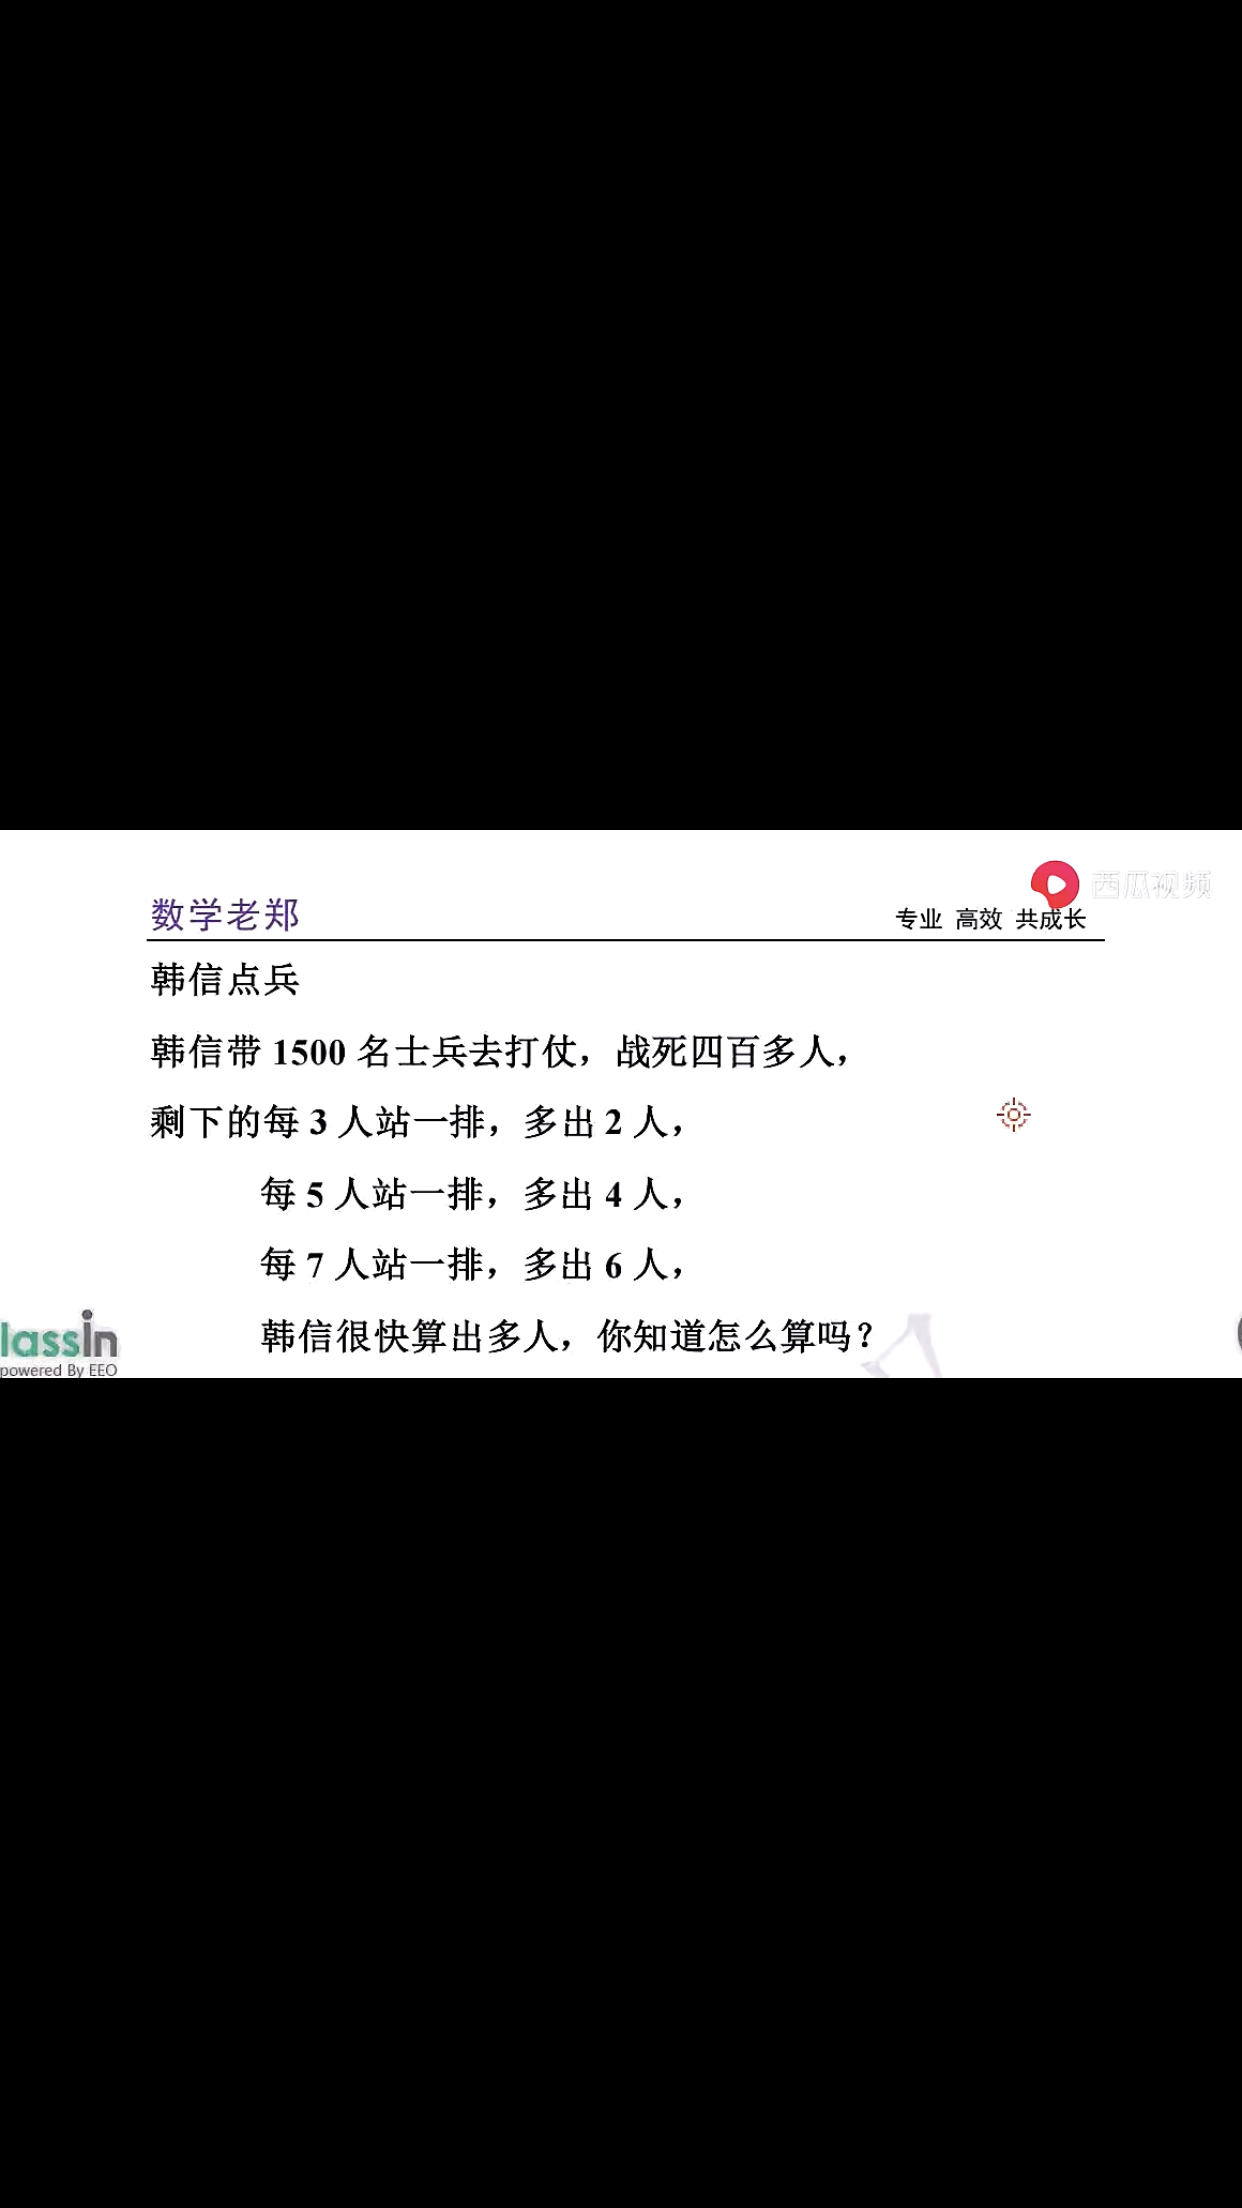 西瓜视频
数学老郑
专业 高效 共成长
韩信点兵
韩信带 1500 名士兵去打仗，战死四百多人，
剩下的每 3 人站一排，多出 2 人，
每 5 人站一排，多出 4 人，
每 7 人站一排，多出 6 人，
韩信很快算出多人，你知道怎么算吗？
lassin
powered By EEO